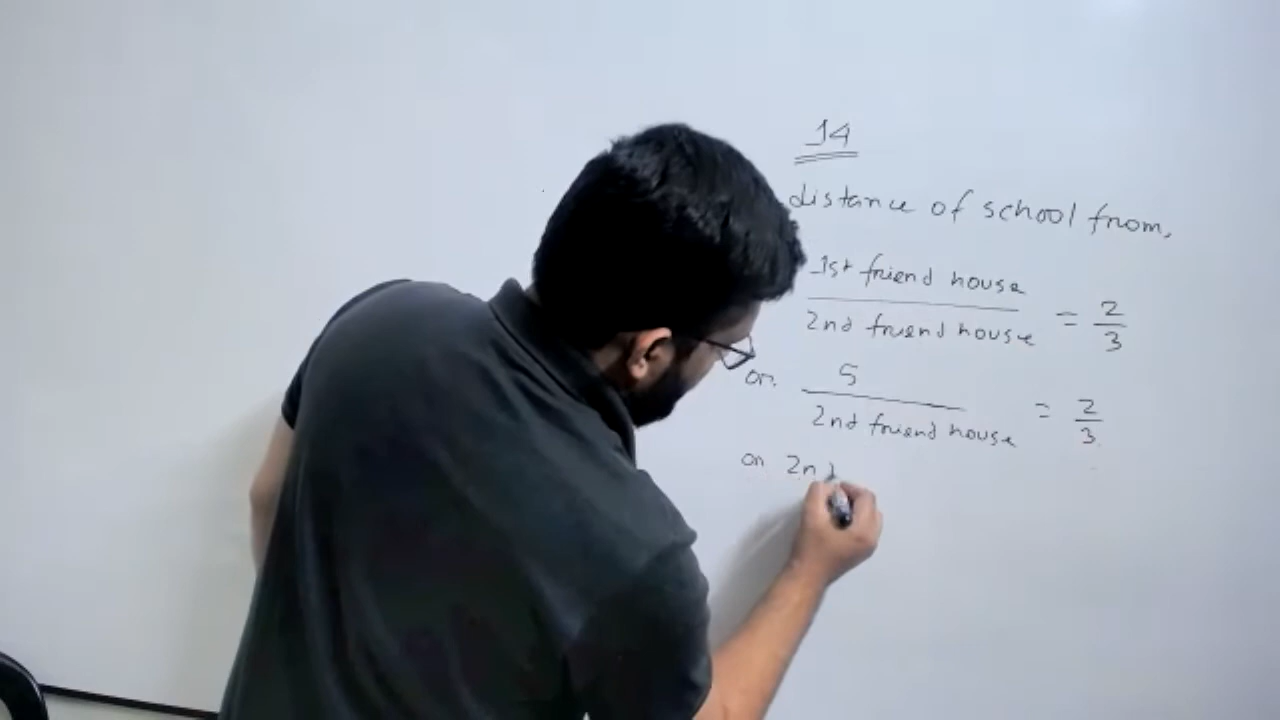 14
distance of school from,
1st friend house
2nd friend house
= 2/3
or 5
2nd friend house
= 2/3
or 2nd